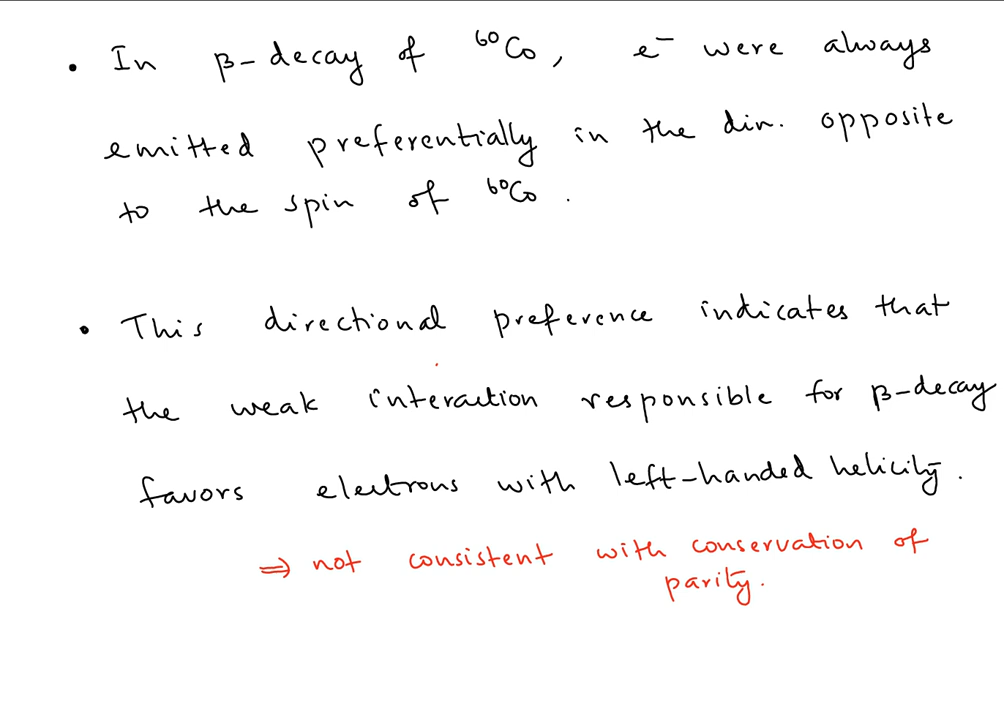 • In β-decay of ⁶⁰Co, e⁻ were always
emitted preferentially in the dir. opposite
to the spin of ⁶⁰Co.
• This directional preference indicates that
the weak interaction responsible for β-decay
favors electrons with left-handed helicity.
⇒ not consistent with conservation of
parity.